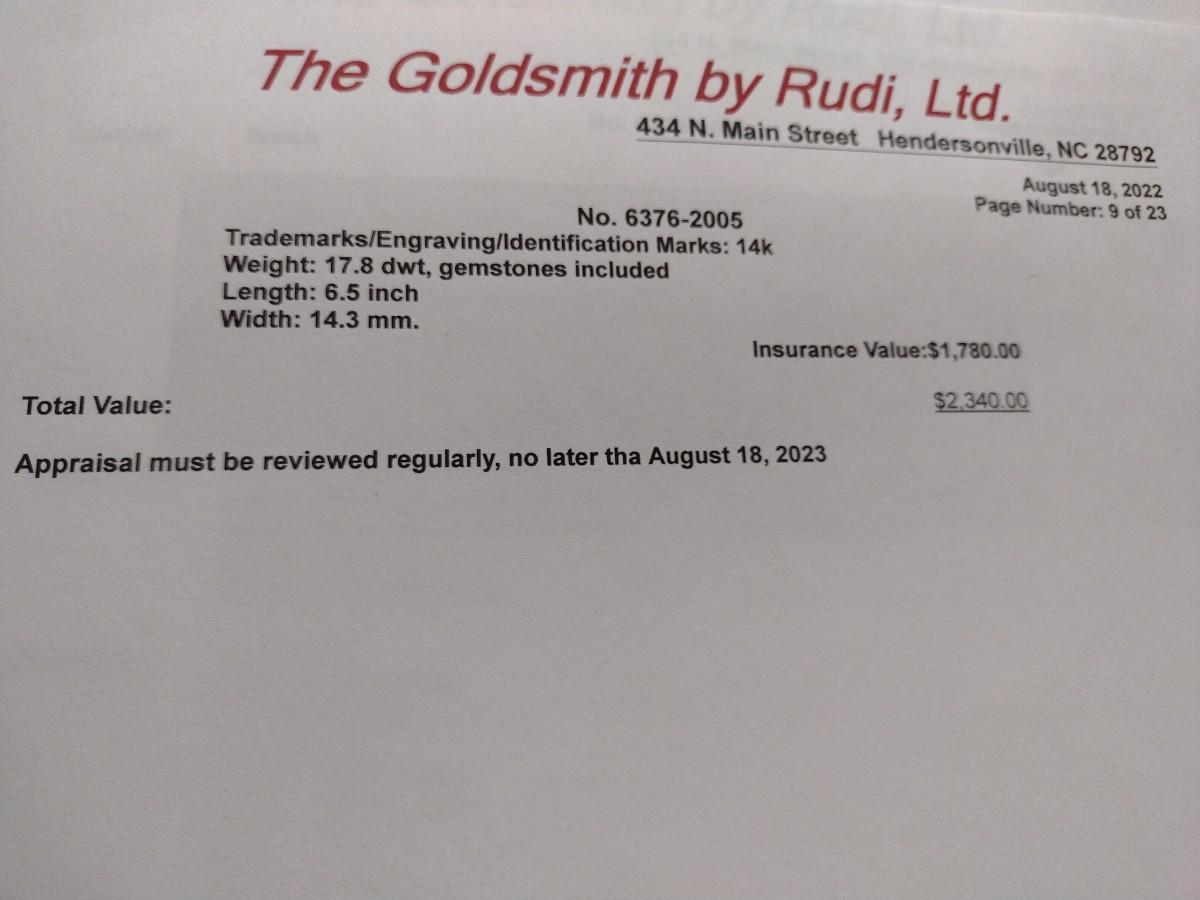 The Goldsmith by Rudi, Ltd.
434 N. Main Street Hendersonville, NC 28792
August 18, 2022
Page Number: 9 of 23
No. 6376-2005
Trademarks/Engraving/Identification Marks: 14k
Weight: 17.8 dwt, gemstones included
Length: 6.5 inch
Width: 14.3 mm.
Insurance Value:$1,780.00
Total Value: $2,340.00
Appraisal must be reviewed regularly, no later tha August 18, 2023